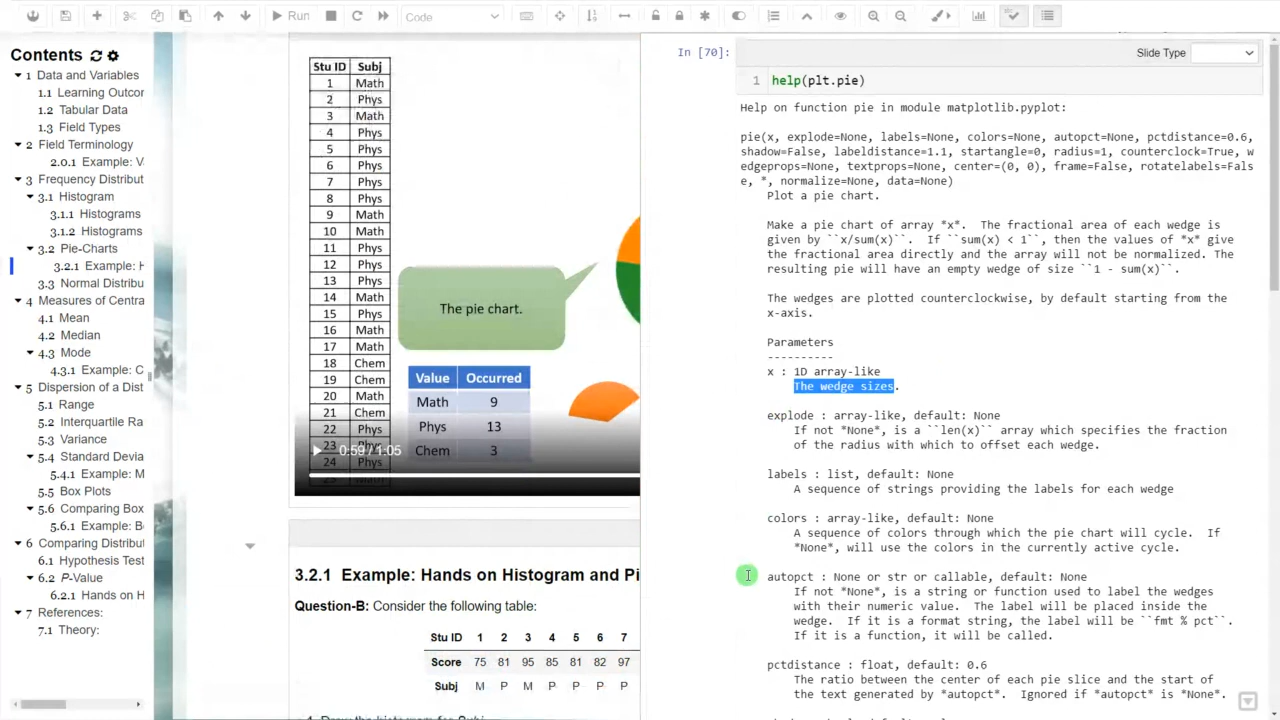 Run
Code
Contents
1 Data and Variables
1.1 Learning Outcor
1.2 Tabular Data
1.3 Field Types
2 Field Terminology
2.0.1 Example: V
3 Frequency Distribut
3.1 Histogram
3.1.1 Histograms
3.1.2 Histograms
3.2 Pie-Charts
3.2.1 Example: H
3.3 Normal Distribu
4 Measures of Centra
4.1 Mean
4.2 Median
4.3 Mode
4.3.1 Example: C
5 Dispersion of a Dist
5.1 Range
5.2 Interquartile Ra
5.3 Variance
5.4 Standard Devia
5.4.1 Example: M
5.5 Box Plots
5.6 Comparing Box
5.6.1 Example: B
6 Comparing Distribut
6.1 Hypothesis Test
6.2 P-Value
6.2.1 Hands on H
7 References:
7.1 Theory:
Stu ID Subj
1 Math
2 Phys
3 Math
4 Phys
5 Phys
6 Phys
7 Phys
8 Phys
9 Math
10 Math
11 Phys
12 Phys
13 Phys
14 Math
15 Phys
16 Math
17 Math
18 Chem
19 Chem
20 Math
21 Chem
22 Phys
23 Phys
24 Phys
25 Math
The pie chart.
Value Occurred
Math 9
Phys 13
Chem 3
0:59 / 1:05
3.2.1 Example: Hands on Histogram and Pi
Question-B: Consider the following table:
Stu ID 1 2 3 4 5 6 7
Score 75 81 95 85 81 82 97
Subj M P M P P P P
1. Draw the histogram for Subj
In [70]:
Slide Type
1 help(plt.pie)
Help on function pie in module matplotlib.pyplot:
pie(x, explode=None, labels=None, colors=None, autopct=None, pctdistance=0.6,
shadow=False, labeldistance=1.1, startangle=0, radius=1, counterclock=True, w
edgeprops=None, textprops=None, center=(0, 0), frame=False, rotatelabels=Fals
e, *, normalize=None, data=None)
Plot a pie chart.
Make a pie chart of array *x*. The fractional area of each wedge is
given by ``x/sum(x)``. If ``sum(x) < 1``, then the values of *x* give
the fractional area directly and the array will not be normalized. The
resulting pie will have an empty wedge of size ``1 - sum(x)``.
The wedges are plotted counterclockwise, by default starting from the
x-axis.
Parameters
----------
x : 1D array-like
The wedge sizes.
explode : array-like, default: None
If not *None*, is a ``len(x)`` array which specifies the fraction
of the radius with which to offset each wedge.
labels : list, default: None
A sequence of strings providing the labels for each wedge
colors : array-like, default: None
A sequence of colors through which the pie chart will cycle. If
*None*, will use the colors in the currently active cycle.
autopct : None or str or callable, default: None
If not *None*, is a string or function used to label the wedges
with their numeric value. The label will be placed inside the
wedge. If it is a format string, the label will be ``fmt % pct``.
If it is a function, it will be called.
pctdistance : float, default: 0.6
The ratio between the center of each pie slice and the start of
the text generated by *autopct*. Ignored if *autopct* is *None*.